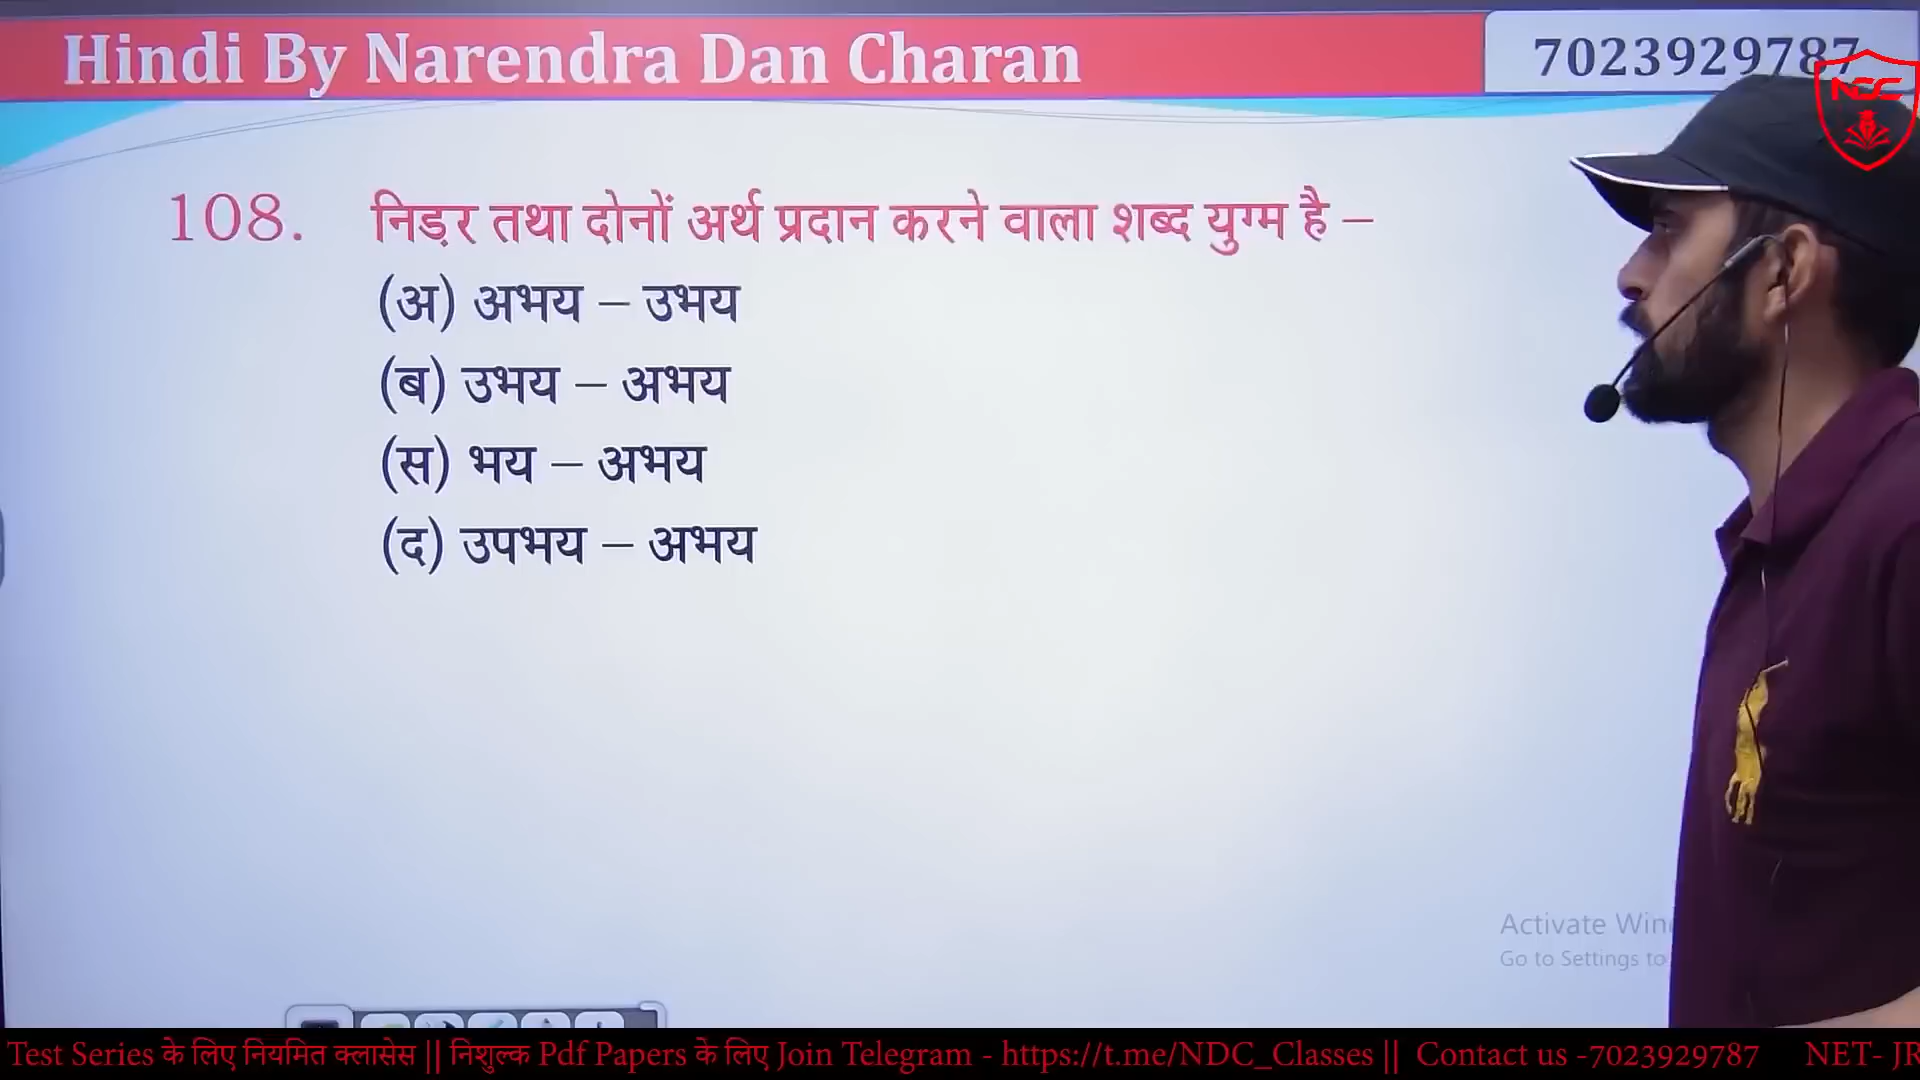 Hindi By Narendra Dan Charan
7023929787
NDC
108. निड़र तथा दोनों अर्थ प्रदान करने वाला शब्द युग्म है –
(अ) अभय – उभय
(ब) उभय – अभय
(स) भय – अभय
(द) उपभय – अभय
Activate Win
Go to Settings to
Test Series के लिए नियमित क्लासेस || निशुल्क Pdf Papers के लिए Join Telegram - https://t.me/NDC_Classes || Contact us -7023929787 NET- JR